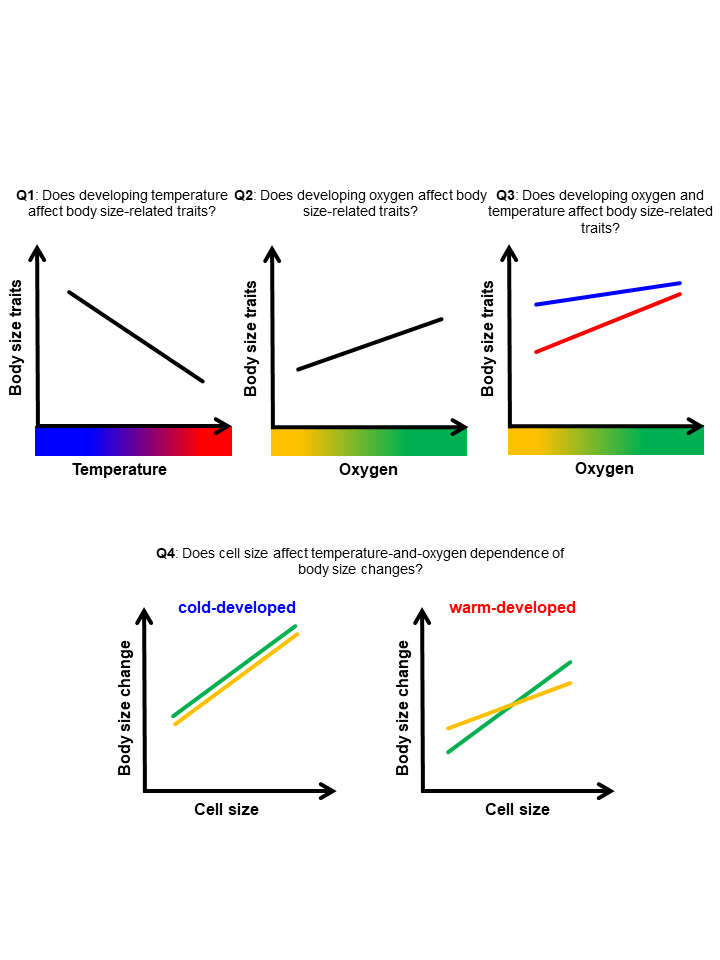 Q1: Does developing temperature
affect body size-related traits?
Q2: Does developing oxygen affect body
size-related traits?
Q3: Does developing oxygen and
temperature affect body size-related
traits?
Body size traits
Temperature
Body size traits
Oxygen
Body size traits
Oxygen
Q4: Does cell size affect temperature-and-oxygen dependence of
body size changes?
cold-developed
Body size change
Cell size
warm-developed
Body size change
Cell size